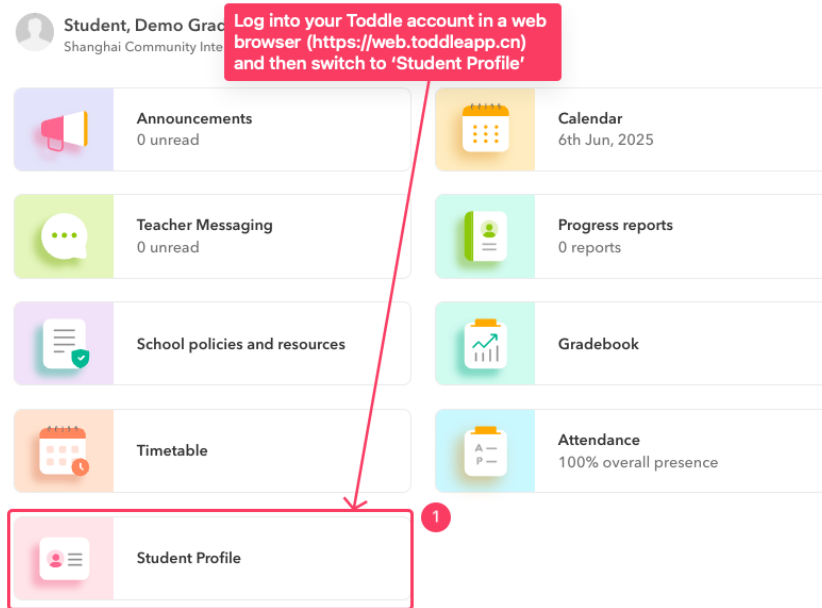 Student, Demo Grad
Shanghai Community Inte
Log into your Toddle account in a web
browser (https://web.toddleapp.cn)
and then switch to ‘Student Profile’
Announcements
0 unread
Calendar
6th Jun, 2025
Teacher Messaging
0 unread
Progress reports
0 reports
School policies and resources
Gradebook
Timetable
Attendance
100% overall presence
A
P
1
Student Profile